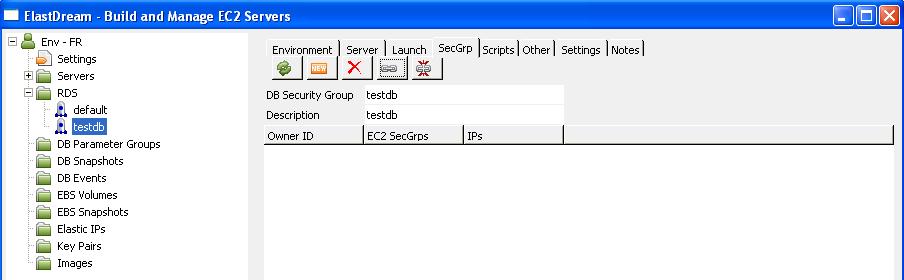 ElastDream - Build and Manage EC2 Servers
Env - FR
Settings
Servers
RDS
default
testdb
DB Parameter Groups
DB Snapshots
DB Events
EBS Volumes
EBS Snapshots
Elastic IPs
Key Pairs
Images
Environment Server Launch SecGrp Scripts Other Settings Notes
NEW
DB Security Group testdb
Description testdb
Owner ID EC2 SecGrps IPs